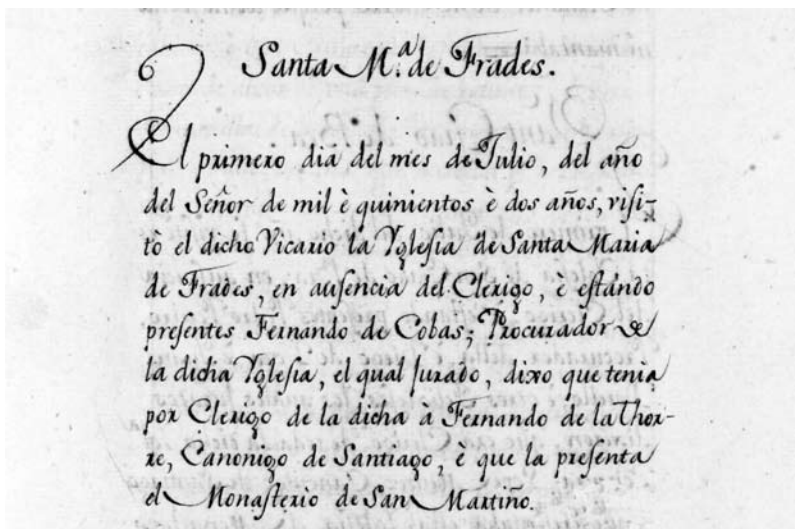 Santa M.ª de Frades.
El primero dia del mes de Julio, del año
del Señor de mil è quinientos è dos años, visi-
tò el dicho Vicario la Yglesia de Santa Maria
de Frades, en ausencia del Clerigo, è estando
presentes Fernando de Cobas; Procurador de
la dicha Yglesia, el qual jurado, dixo que tenia
por Clerigo de la dicha a Fernando de la Thor-
re, Canonigo de Santiago, è que la presenta
el Monasterio de San Martiño.